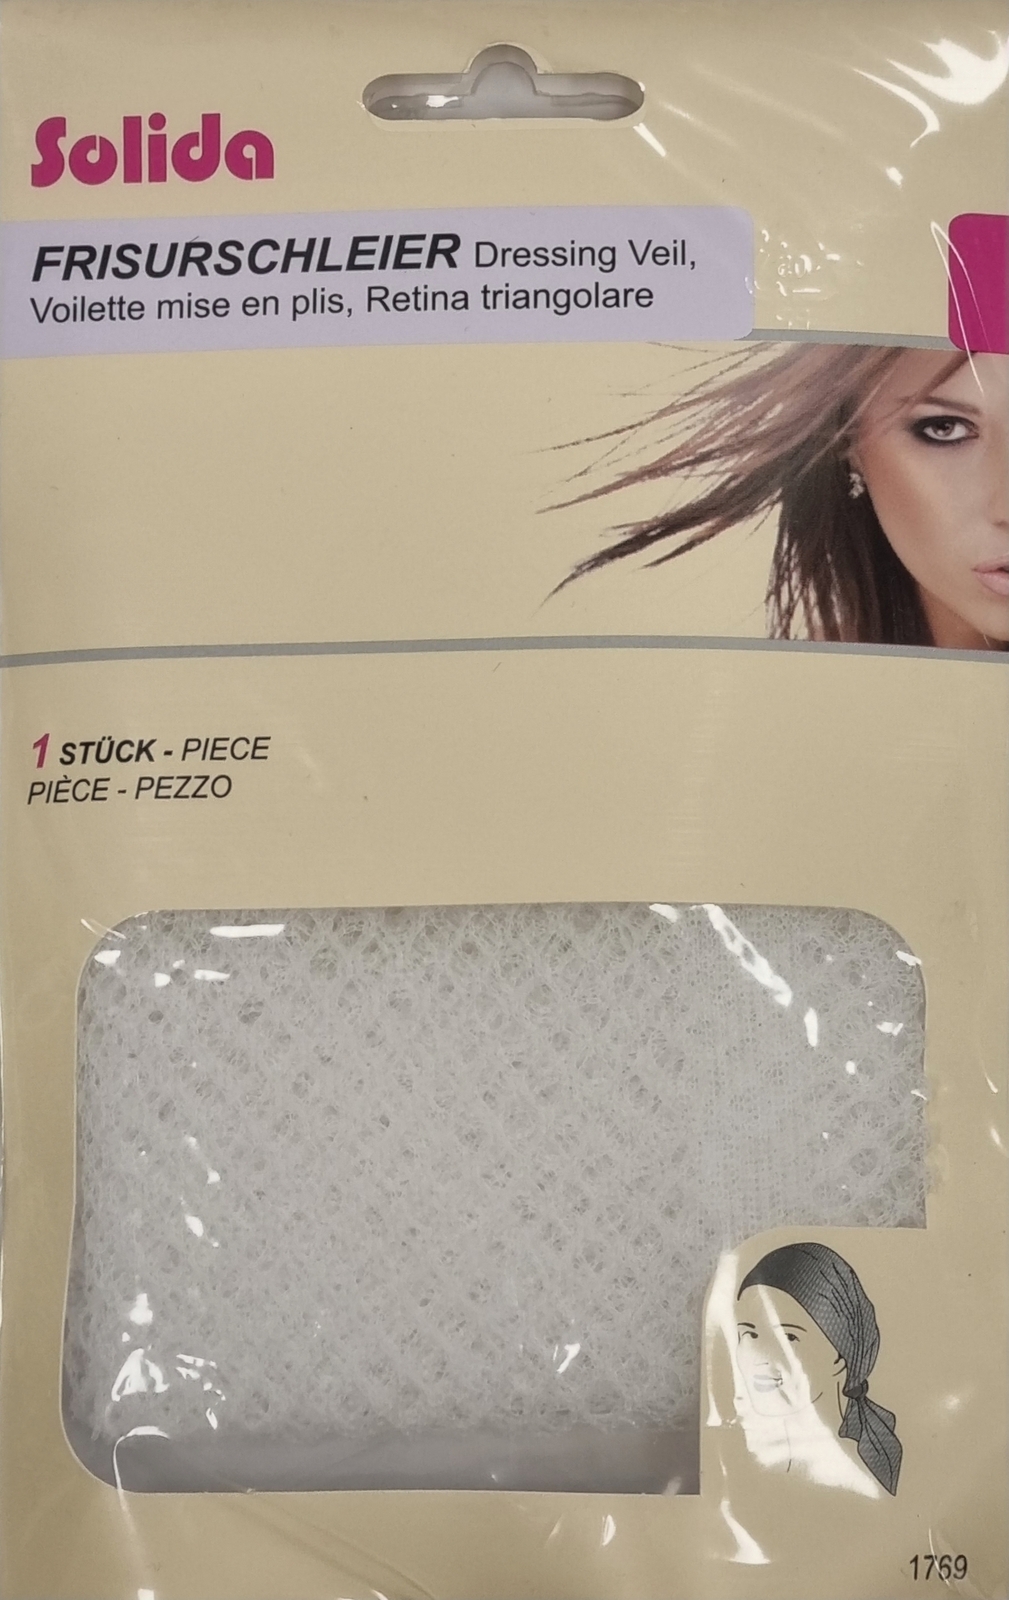 Solida
FRISURSCHLEIER Dressing Veil,
Voilette mise en plis, Retina triangolare
1 STÜCK - PIECE
PIÈCE - PEZZO
1769